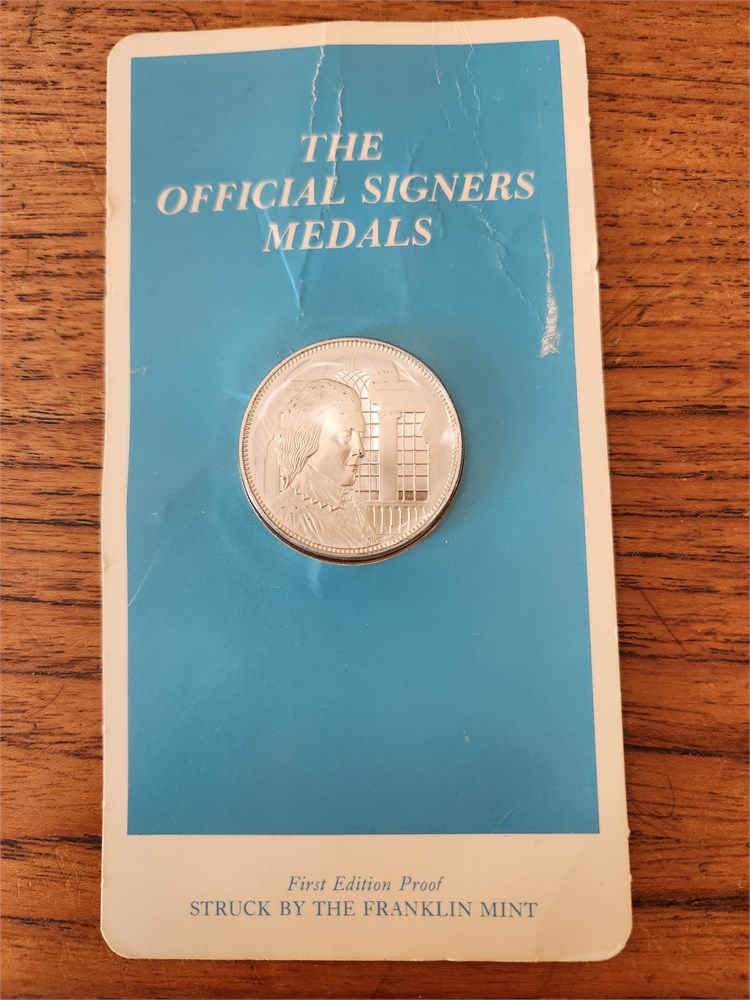 THE
OFFICIAL SIGNERS
MEDALS
First Edition Proof
STRUCK BY THE FRANKLIN MINT